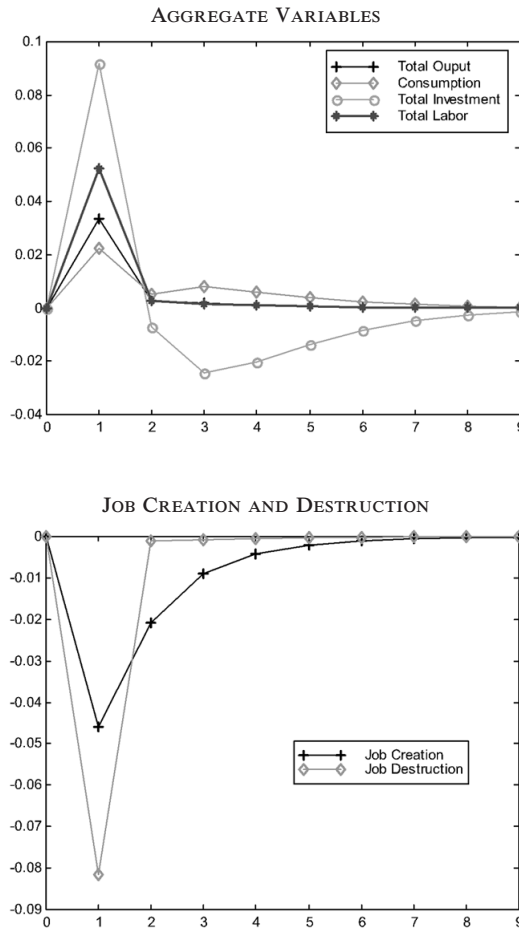 AGGREGATE VARIABLES
0.1
Total Ouput
Consumption
Total Investment
Total Labor
0.08
0.06
0.04
0.02
0
-0.02
-0.04
0 1 2 3 4 5 6 7 8 9
JOB CREATION AND DESTRUCTION
0
-0.01
-0.02
-0.03
-0.04
-0.05
Job Creation
Job Destruction
-0.06
-0.07
-0.08
-0.09
0 1 2 3 4 5 6 7 8 9